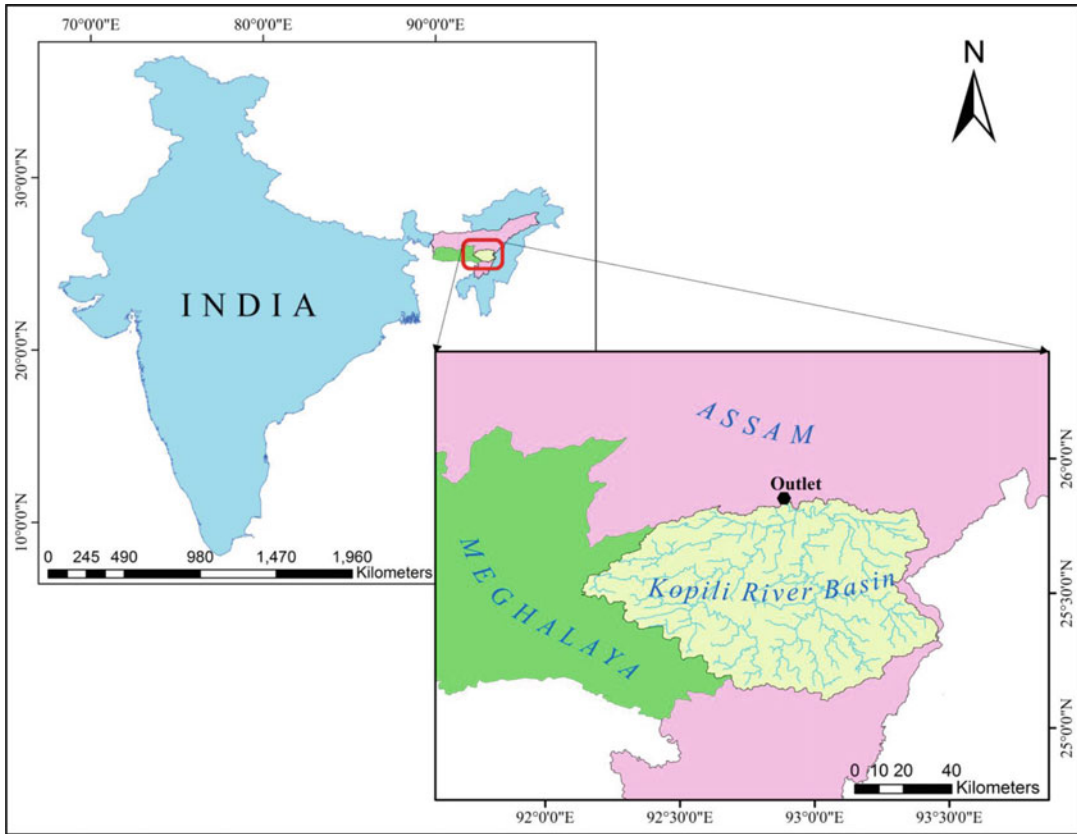 70°0'0"E
80°0'0"E
90°0'0"E
N
30°0'0"N
20°0'0"N
10°0'0"N
INDIA
0 245 490 980 1,470 1,960
Kilometers
ASSAM
Outlet
MEGHALAYA
Kopili River Basin
26°0'0"N
25°30'0"N
25°0'0"N
0 10 20 40
Kilometers
92°0'0"E
92°30'0"E
93°0'0"E
93°30'0"E